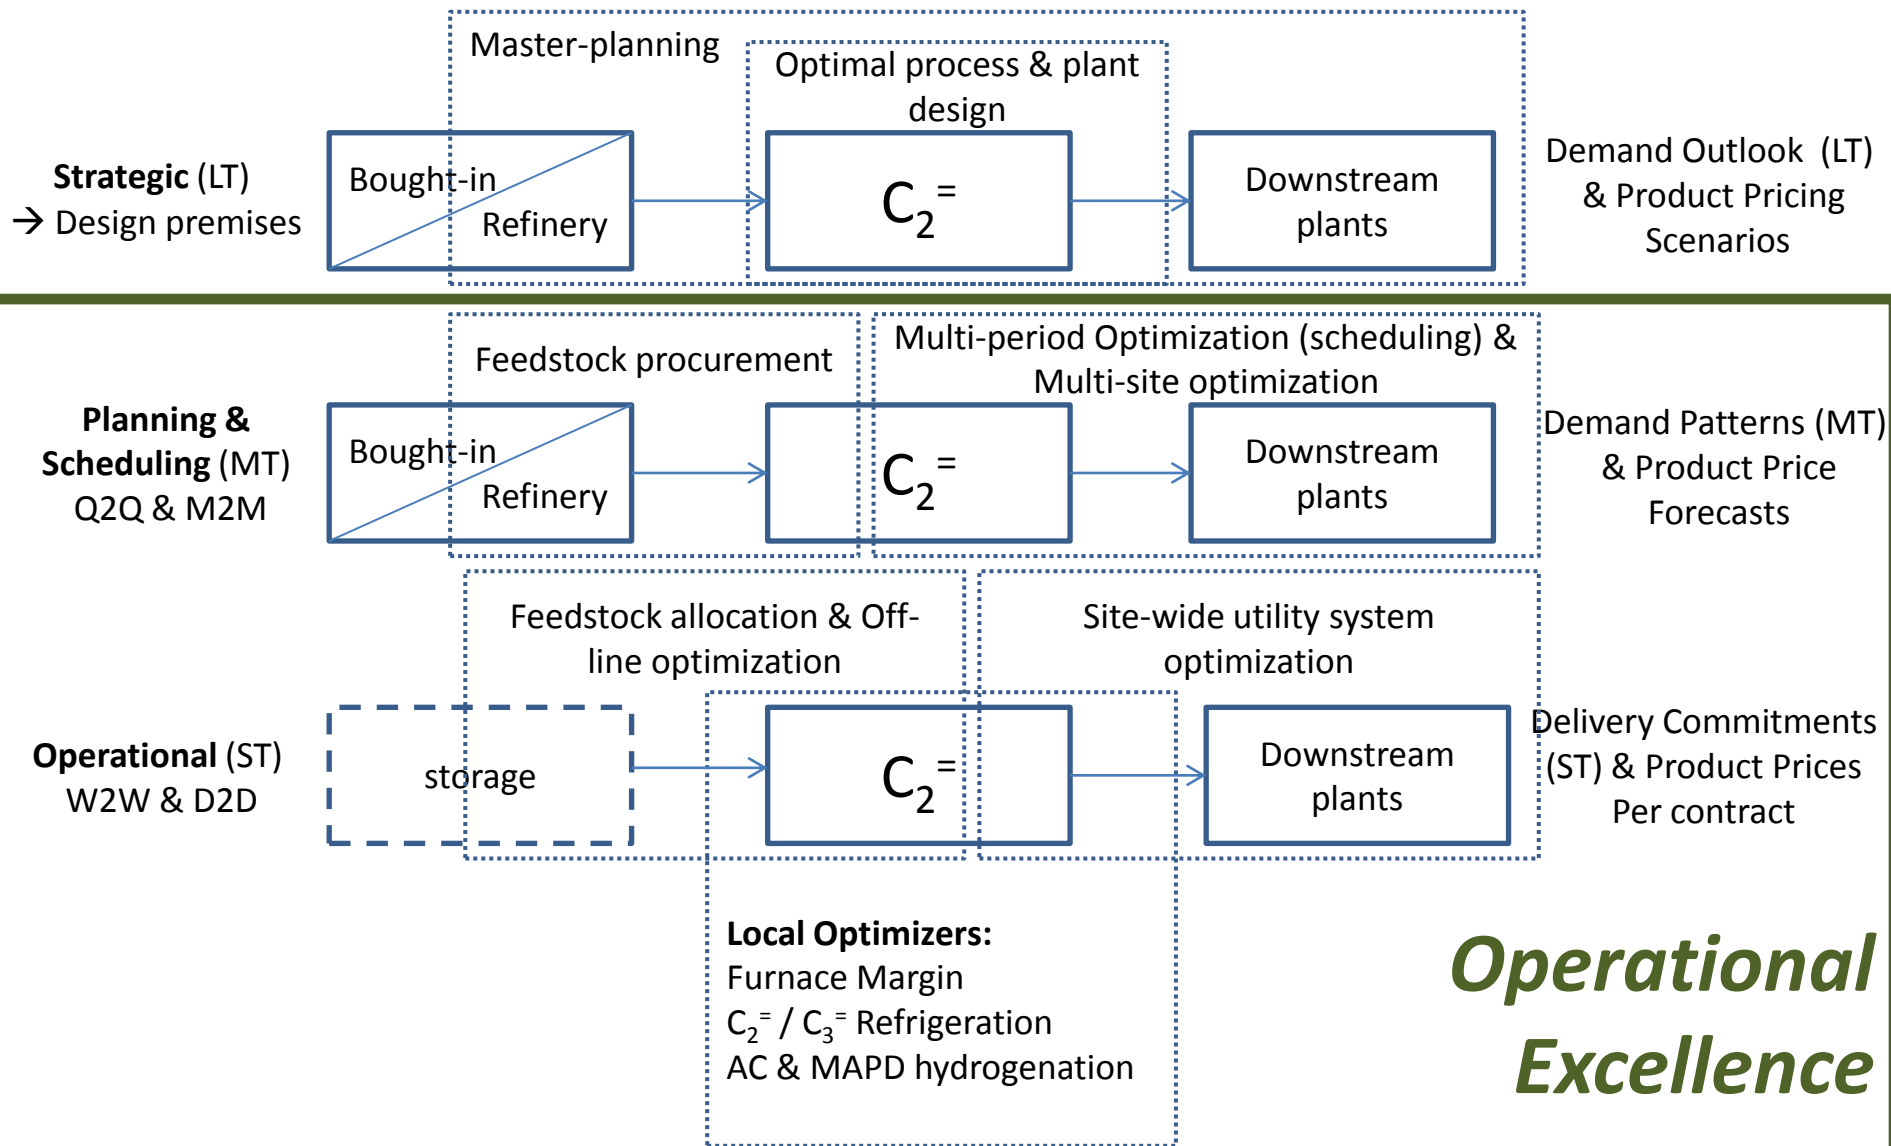 Master-planning
Optimal process & plant
design
Strategic (LT)
→ Design premises
Bought-in
Refinery
C₂⁼
Downstream
plants
Demand Outlook (LT)
& Product Pricing
Scenarios
Feedstock procurement
Multi-period Optimization (scheduling) &
Multi-site optimization
Planning &
Scheduling (MT)
Q2Q & M2M
Bought-in
Refinery
C₂⁼
Downstream
plants
Demand Patterns (MT)
& Product Price
Forecasts
Feedstock allocation & Off-
line optimization
Site-wide utility system
optimization
Operational (ST)
W2W & D2D
storage
C₂⁼
Downstream
plants
Delivery Commitments
(ST) & Product Prices
Per contract
Local Optimizers:
Furnace Margin
C₂⁼ / C₃⁼ Refrigeration
AC & MAPD hydrogenation
Operational
Excellence